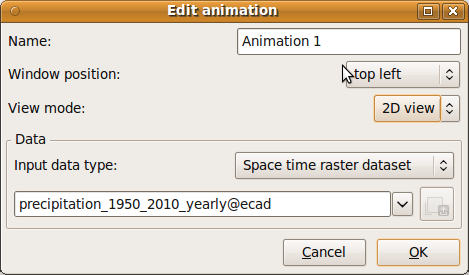 Edit animation
Name: Animation 1
Window position: top left
View mode: 2D view
Data
Input data type: Space time raster dataset
precipitation_1950_2010_yearly@ecad
Cancel OK